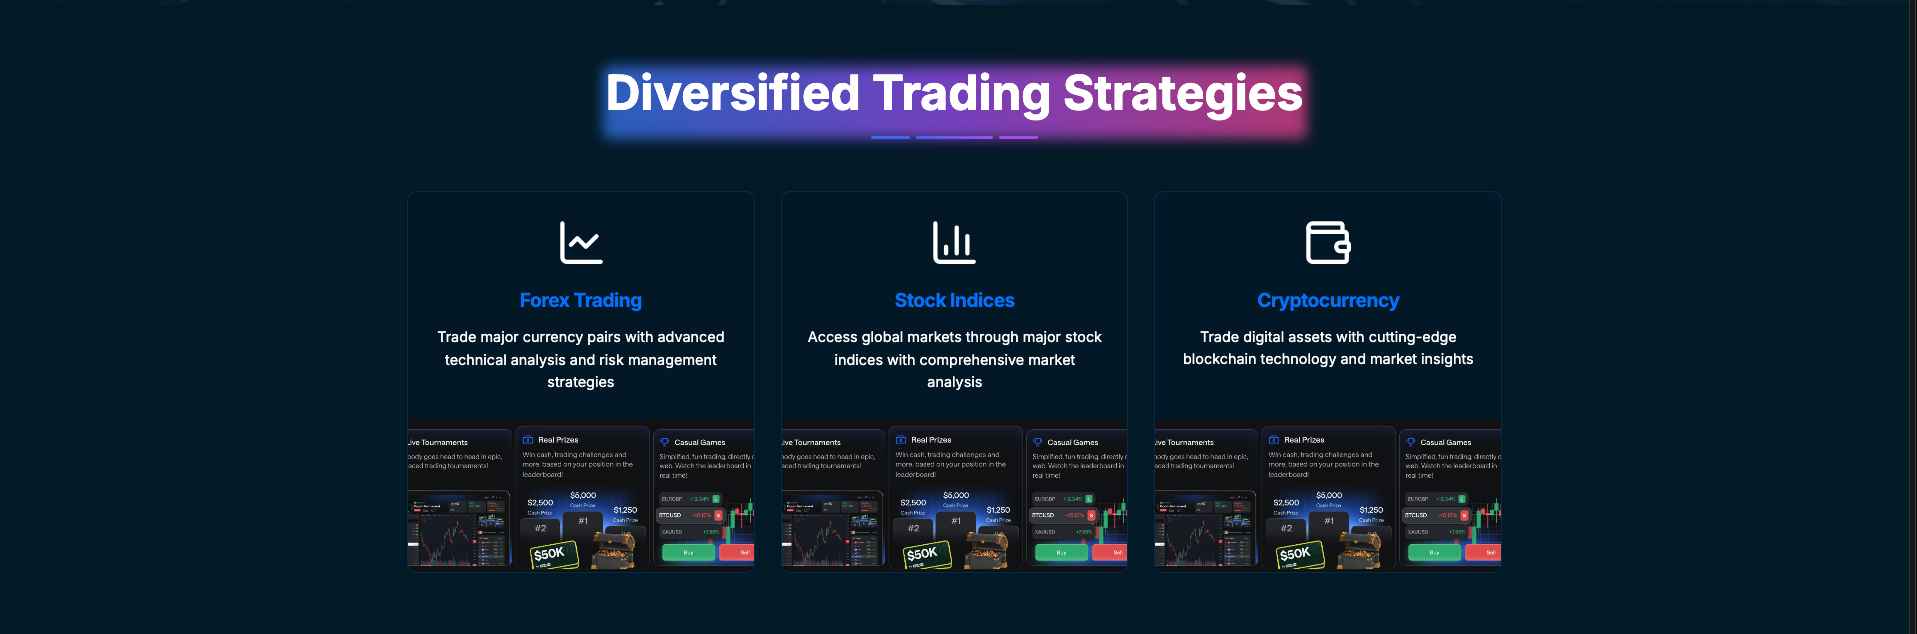 Diversified Trading Strategies
Forex Trading
Trade major currency pairs with advanced
technical analysis and risk management
strategies
ive Tournaments
Real Prizes
Casual Games
ody goes head to head in epic,
aced trading tournaments!
Win cash, trading challenges and
more, based on your position in the
leaderboard!
Simplified, fun trading, directly
web. Watch the leaderboard in
real time!
$5,000
Cash Prize
$2,500
Cash Prize
$1,250
Cash Prize
#1
#2
$50K
EURGBP +12.34% L
BTCUSD S
XAUUSD
Buy
Sell
Stock Indices
Access global markets through major stock
indices with comprehensive market
analysis
ive Tournaments
Real Prizes
Casual Games
ody goes head to head in epic,
aced trading tournaments!
Win cash, trading challenges and
more, based on your position in the
leaderboard!
Simplified, fun trading, directly
web. Watch the leaderboard in
real time!
$5,000
Cash Prize
$2,500
Cash Prize
$1,250
Cash Prize
#1
#2
$50K
EURGBP +12.34% L
BTCUSD S
XAUUSD
Buy
Sell
Cryptocurrency
Trade digital assets with cutting-edge
blockchain technology and market insights
ive Tournaments
Real Prizes
Casual Games
ody goes head to head in epic,
aced trading tournaments!
Win cash, trading challenges and
more, based on your position in the
leaderboard!
Simplified, fun trading, directly
web. Watch the leaderboard in
real time!
$5,000
Cash Prize
$2,500
Cash Prize
$1,250
Cash Prize
#1
#2
$50K
EURGBP +12.34% L
BTCUSD S
XAUUSD
Buy
Sell